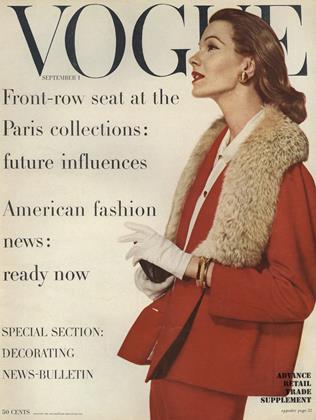 VOGUE
SEPTEMBER 1
Front-row seat at the
Paris collections:
future influences
American fashion
news:
ready now
SPECIAL SECTION:
DECORATING
NEWS-BULLETIN
50 CENTS
ADVANCE
RETAIL
TRADE
SUPPLEMENT